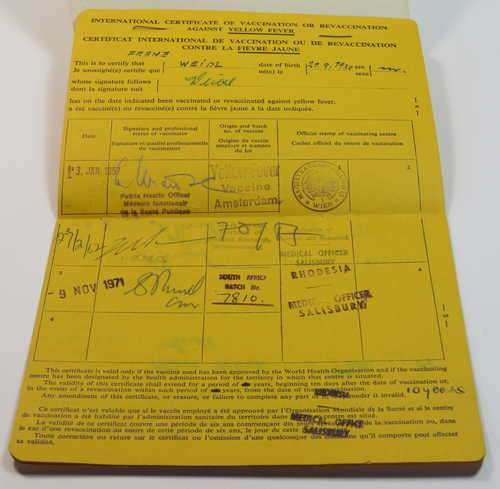 INTERNATIONAL CERTIFICATE OF VACCINATION OR REVACCINATION
AGAINST YELLOW FEVER
CERTIFICAT INTERNATIONAL DE VACCINATION OU DE REVACCINATION
CONTRE LA FIÈVRE JAUNE
FRANZ
This is to certify that WEIDL date of birth sex
Je soussigné(e) certifie que né(e) le sexe
whose signature follows
dont la signature suit
has on the date indicated been vaccinated or revaccinated against yellow fever.
a été vacciné(e) ou revacciné(e) contre la fièvre jaune à la date indiquée.
Date
Signature and professional status of vaccinator
Signature et qualité professionnelle du vaccinateur
Origin and batch no. of vaccine
Origine du vaccin employé et numéro du lot
Official stamp of vaccinating centre
Cachet officiel du centre de vaccination
Public Health Officer
Médecin fonctionnaire
de la Santé Publique
Yellow Fever
Vaccine
Amsterdam
WIEN
MEDICAL OFFICER
SALISBURY
RHODESIA
- 9 NOV 1971
SOUTH AFRICA
BATCH No.
7810.
MEDICAL OFFICER
SALISBURY
This certificate is valid only if the vaccine used has been approved by the World Health Organisation and if the vaccinating
centre has been designated by the health administration for the territory in which that centre is situated.
The validity of this certificate shall extend for a period of years, beginning ten days after the date of vaccination or,
in the event of a revaccination within such period of years, from the date of that revaccination.
Any amendment of this certificate, or erasure, or failure to complete any part of it may render it invalid.
Ce certificat n'est valable que si le vaccin employé a été approuvé par l'Organisation Mondiale de la Santé et si le centre
de vaccination a été habilité par l'administration sanitaire du territoire dans lequel ce centre est situé.
La validité de ce certificat couvre une période de six ans commençant dix jours après la date de la vaccination ou, dans
le cas d'une revaccination au cours de cette période de six ans, le jour de cette revaccination.
MEDICAL OFFICER
SALISBURY
Toute correction ou rature sur le certificat ou l'omission d'une quelconque des mentions qu'il comporte peut affecter
sa validité.